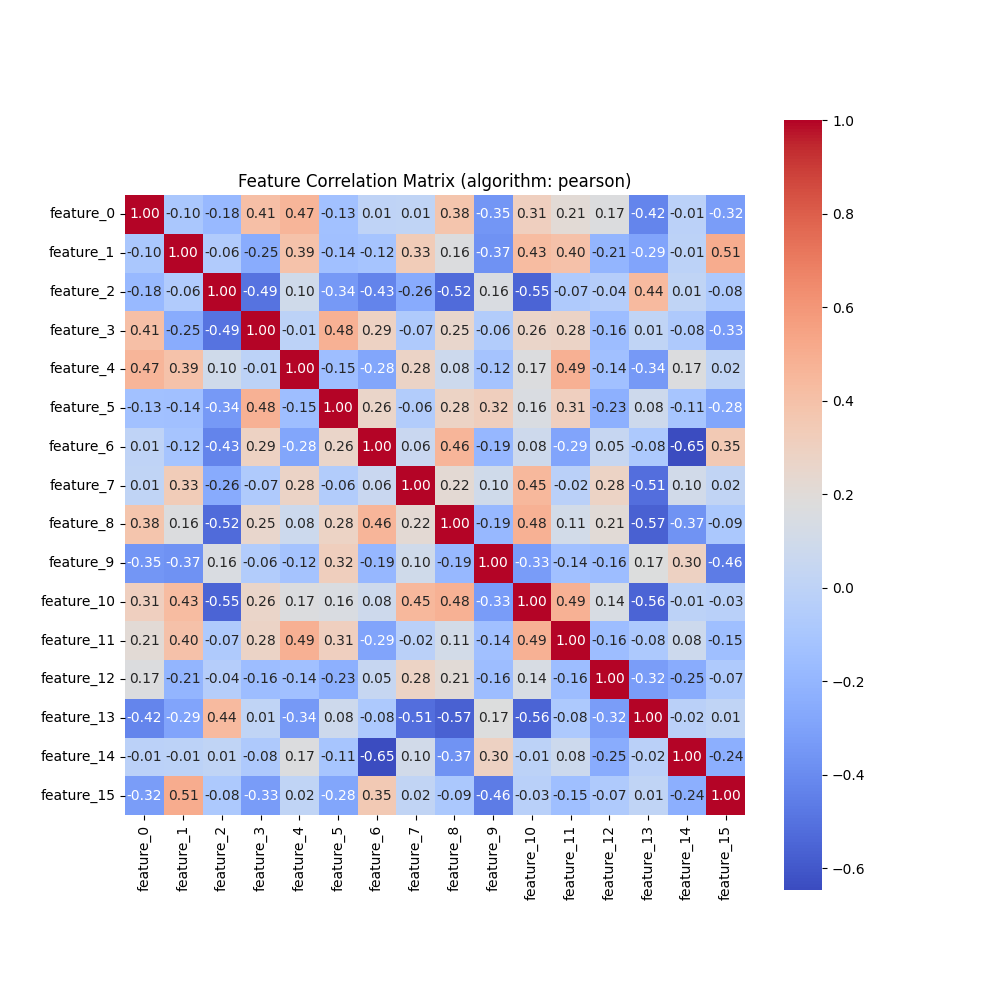 Feature Correlation Matrix (algorithm: pearson)
feature_0 1.00 -0.10 -0.18 0.41 0.47 -0.13 0.01 0.01 0.38 -0.35 0.31 0.21 0.17 -0.42 -0.01 -0.32
feature_1 -0.10 1.00 -0.06 -0.25 0.39 -0.14 -0.12 0.33 0.16 -0.37 0.43 0.40 -0.21 -0.29 -0.01 0.51
feature_2 -0.18 -0.06 1.00 -0.49 0.10 -0.34 -0.43 -0.26 -0.52 0.16 -0.55 -0.07 -0.04 0.44 0.01 -0.08
feature_3 0.41 -0.25 -0.49 1.00 -0.01 0.48 0.29 -0.07 0.25 -0.06 0.26 0.28 -0.16 0.01 -0.08 -0.33
feature_4 0.47 0.39 0.10 -0.01 1.00 -0.15 -0.28 0.28 0.08 -0.12 0.17 0.49 -0.14 -0.34 0.17 0.02
feature_5 -0.13 -0.14 -0.34 0.48 -0.15 1.00 0.26 -0.06 0.28 0.32 0.16 0.31 -0.23 0.08 -0.11 -0.28
feature_6 0.01 -0.12 -0.43 0.29 -0.28 0.26 1.00 0.06 0.46 -0.19 0.08 -0.29 0.05 -0.08 -0.65 0.35
feature_7 0.01 0.33 -0.26 -0.07 0.28 -0.06 0.06 1.00 0.22 0.10 0.45 -0.02 0.28 -0.51 0.10 0.02
feature_8 0.38 0.16 -0.52 0.25 0.08 0.28 0.46 0.22 1.00 -0.19 0.48 0.11 0.21 -0.57 -0.37 -0.09
feature_9 -0.35 -0.37 0.16 -0.06 -0.12 0.32 -0.19 0.10 -0.19 1.00 -0.33 -0.14 -0.16 0.17 0.30 -0.46
feature_10 0.31 0.43 -0.55 0.26 0.17 0.16 0.08 0.45 0.48 -0.33 1.00 0.49 0.14 -0.56 -0.01 -0.03
feature_11 0.21 0.40 -0.07 0.28 0.49 0.31 -0.29 -0.02 0.11 -0.14 0.49 1.00 -0.16 -0.08 0.08 -0.15
feature_12 0.17 -0.21 -0.04 -0.16 -0.14 -0.23 0.05 0.28 0.21 -0.16 0.14 -0.16 1.00 -0.32 -0.25 -0.07
feature_13 -0.42 -0.29 0.44 0.01 -0.34 0.08 -0.08 -0.51 -0.57 0.17 -0.56 -0.08 -0.32 1.00 -0.02 0.01
feature_14 -0.01 -0.01 0.01 -0.08 0.17 -0.11 -0.65 0.10 -0.37 0.30 -0.01 0.08 -0.25 -0.02 1.00 -0.24
feature_15 -0.32 0.51 -0.08 -0.33 0.02 -0.28 0.35 0.02 -0.09 -0.46 -0.03 -0.15 -0.07 0.01 -0.24 1.00
feature_0 feature_1 feature_2 feature_3 feature_4 feature_5 feature_6 feature_7 feature_8 feature_9 feature_10 feature_11 feature_12 feature_13 feature_14 feature_15
1.0
0.8
0.6
0.4
0.2
0.0
−0.2
−0.4
−0.6